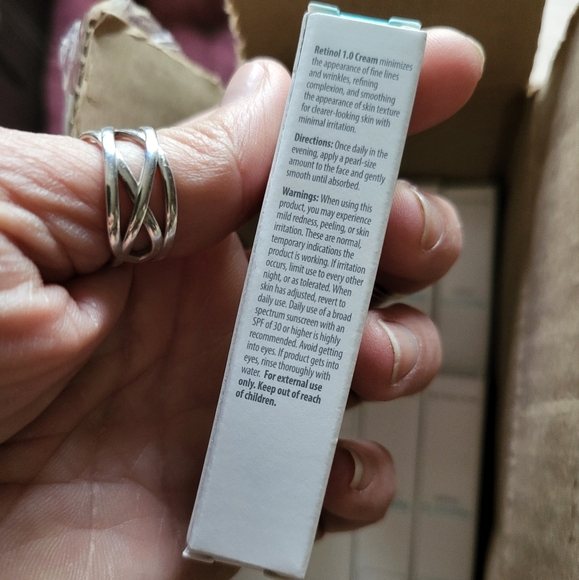 Retinol 1.0 Cream minimizes
the appearance of fine lines
and wrinkles, refining
complexion, and smoothing
the appearance of skin texture
for clearer-looking skin with
minimal irritation.
Directions: Once daily in the
evening, apply a pearl-size
amount to the face and gently
smooth until absorbed.
Warnings: When using this
product, you may experience
mild redness, peeling, or skin
irritation. These are normal,
temporary indications the
product is working. If irritation
occurs, limit use to every other
night, or as tolerated. When
skin has adjusted, revert to
daily use. Daily use of a broad
spectrum sunscreen with an
SPF of 30 or higher is highly
recommended. Avoid getting
into eyes. If product gets into
eyes, rinse thoroughly with
water. For external use
only. Keep out of reach
of children.